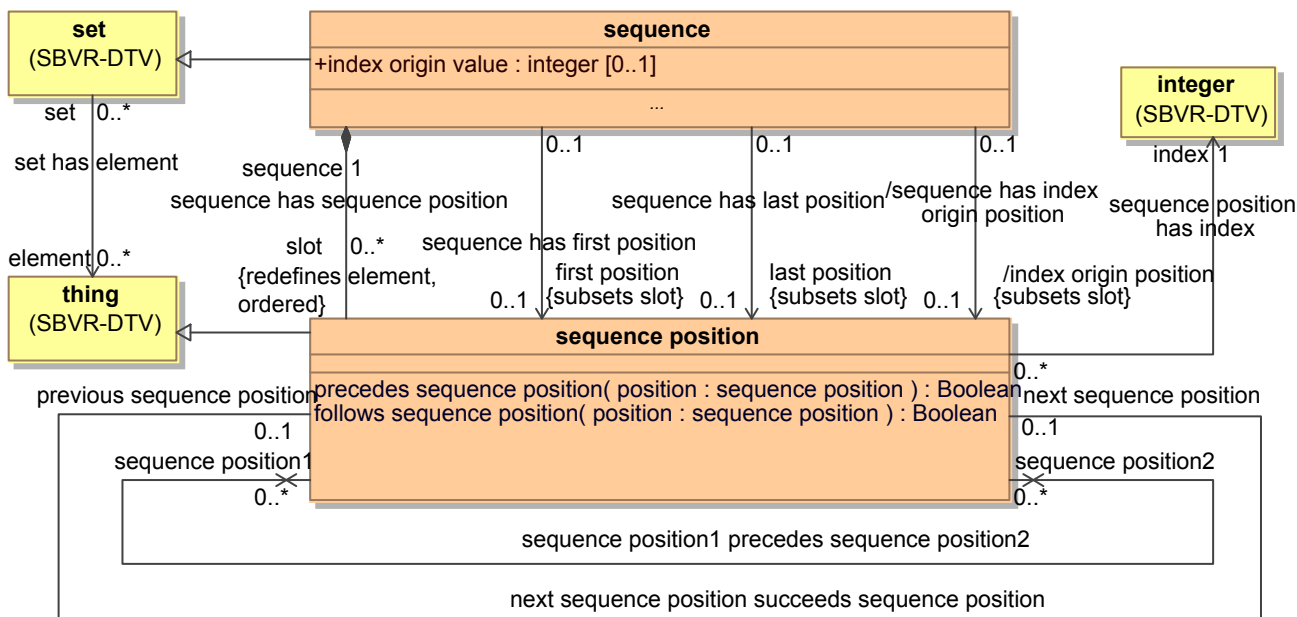 set
(SBVR-DTV)
sequence
+index origin value : integer [0..1]
...
integer
(SBVR-DTV)
set 0..*
set has element
element 0..*
sequence 1
sequence has sequence position
slot 0..*
{redefines element,
ordered}
0..1
sequence has first position
first position
0..1 {subsets slot}
0..1
sequence has last position
last position
0..1 {subsets slot}
0..1
/sequence has index
origin position
/index origin position
0..1 {subsets slot}
index 1
sequence position
has index
0..*
thing
(SBVR-DTV)
sequence position
precedes sequence position( position : sequence position ) : Boolean
follows sequence position( position : sequence position ) : Boolean
previous sequence position
0..1
next sequence position
0..1
sequence position1
0..*
sequence position2
0..*
sequence position1 precedes sequence position2
next sequence position succeeds sequence position